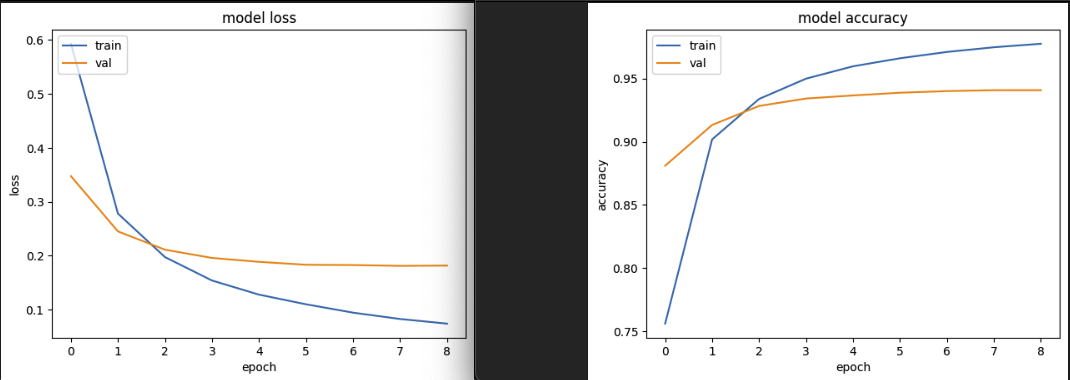 model loss
train
val
0.6
0.5
0.4
0.3
0.2
0.1
loss
0 1 2 3 4 5 6 7 8
epoch
model accuracy
train
val
0.95
0.90
0.85
0.80
0.75
accuracy
0 1 2 3 4 5 6 7 8
epoch